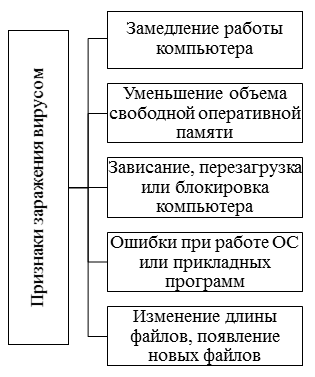 Признаки заражения вирусом
Замедление работы
компьютера
Уменьшение объема
свободной оперативной
памяти
Зависание, перезагрузка
или блокировка
компьютера
Ошибки при работе ОС
или прикладных
программ
Изменение длины
файлов, появление
новых файлов